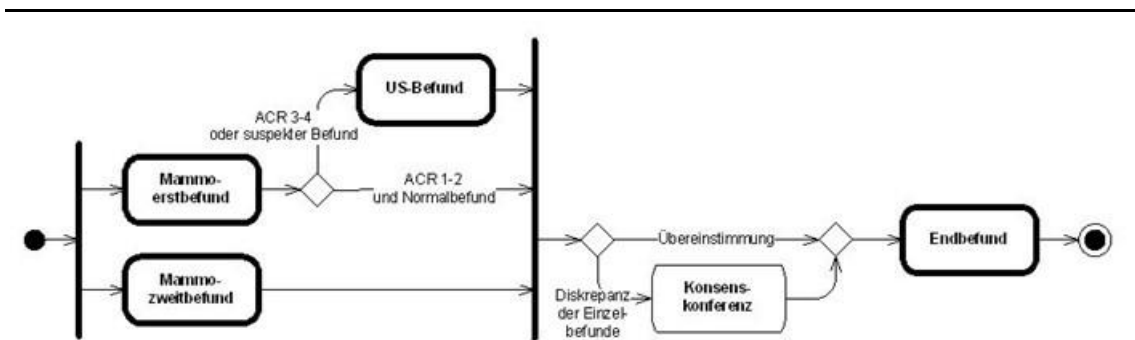 US-Befund
ACR 3-4
oder suspekter Befund
Mammo-
erstbefund
ACR 1-2
und Normalbefund
Mammo-
zweitbefund
Übereinstimmung
Diskrepanz
der Einzel-
befunde
Konsens-
konferenz
Endbefund